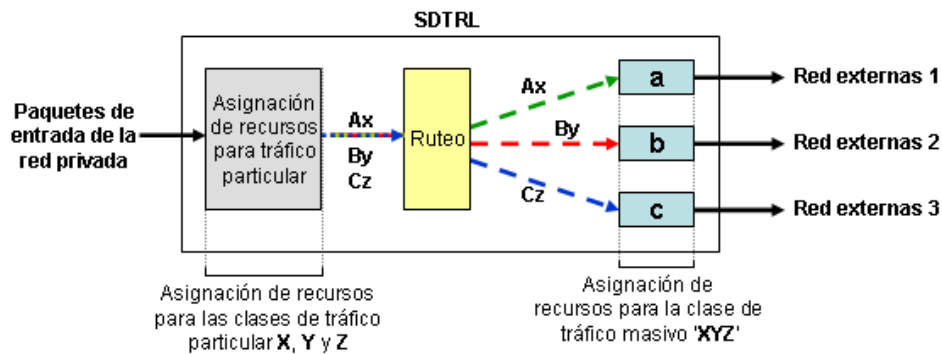 SDTRL
Paquetes de
entrada de la
red privada
Asignación
de recursos
para tráfico
particular
Ax
By
Cz
Ruteo
Ax
By
Cz
a
b
c
Red externas 1
Red externas 2
Red externas 3
Asignación de recursos
para las clases de tráfico
particular X, Y y Z
Asignación de
recursos para la clase de
tráfico masivo 'XYZ'